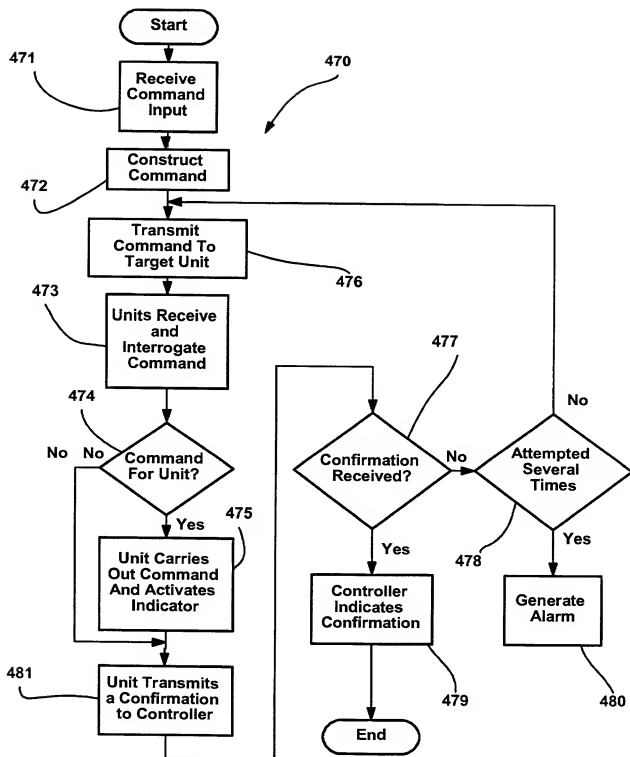 Start
471
Receive
Command
Input
470
Construct
Command
472
Transmit
Command To
Target Unit
476
473
Units Receive
and
Interrogate
Command
477
474
No No
Command
For Unit?
Yes
475
Confirmation
Received?
No
No
Attempted
Several
Times
478
Yes
Yes
Unit Carries
Out Command
And Activates
Indicator
Controller
Indicates
Confirmation
479
Generate
Alarm
480
481
Unit Transmits
a Confirmation
to Controller
End